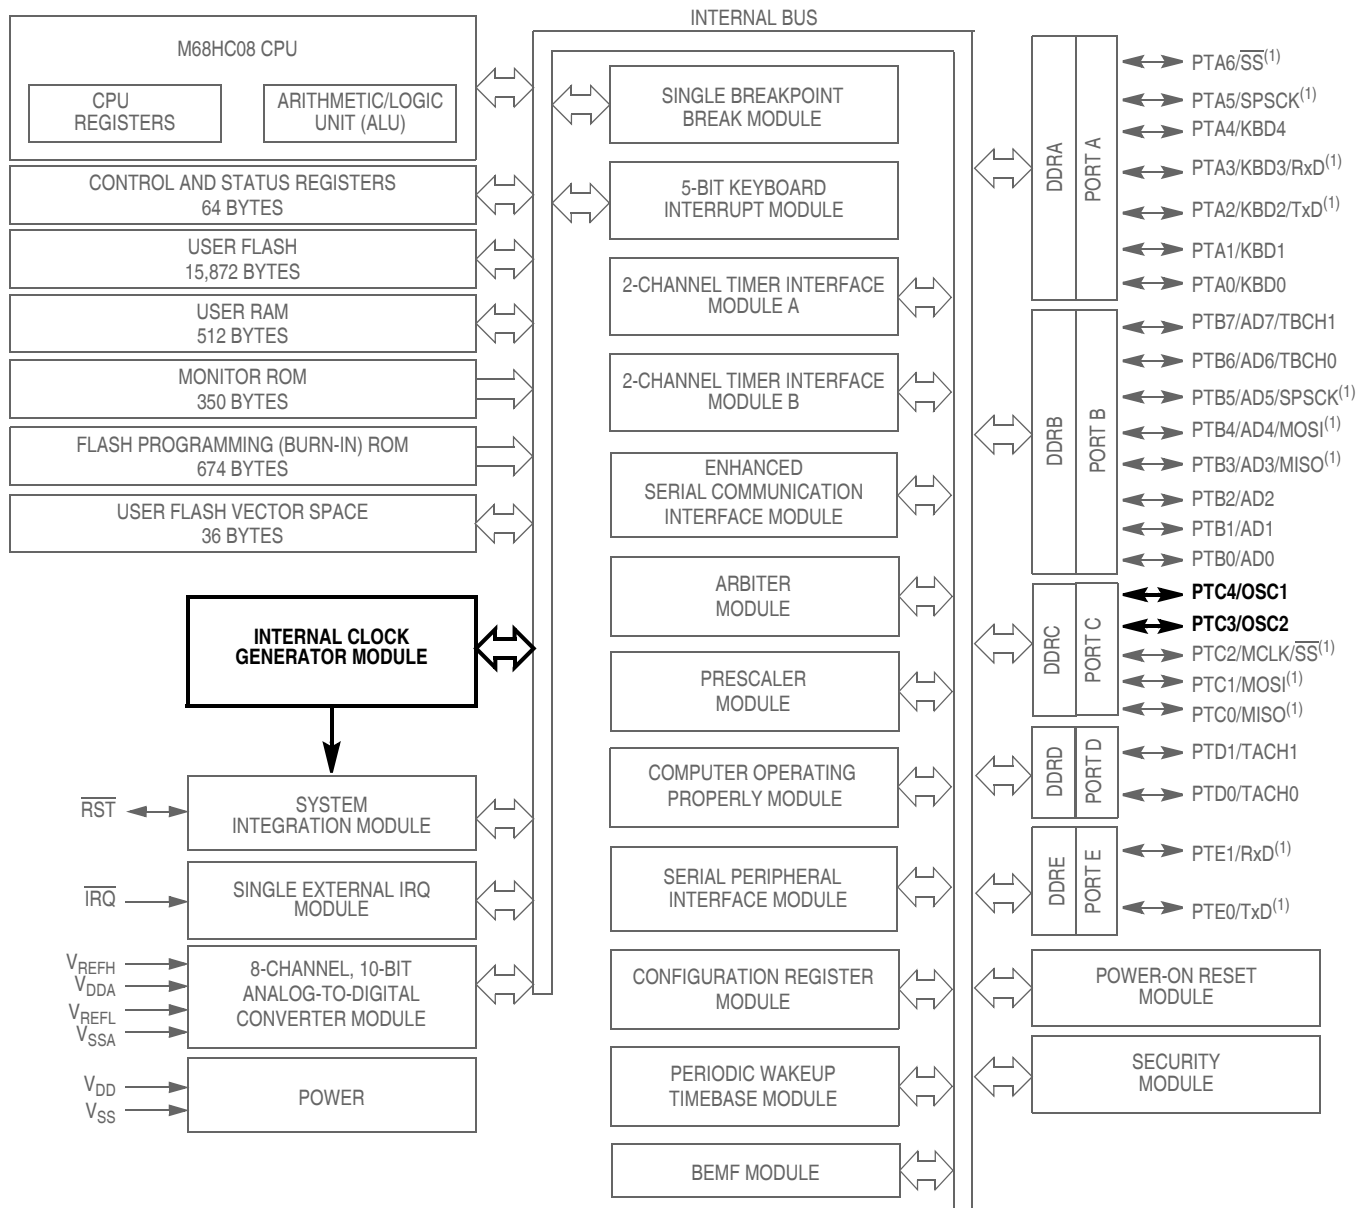 INTERNAL BUS
M68HC08 CPU
CPU
REGISTERS
ARITHMETIC/LOGIC
UNIT (ALU)
CONTROL AND STATUS REGISTERS
64 BYTES
USER FLASH
15,872 BYTES
USER RAM
512 BYTES
MONITOR ROM
350 BYTES
FLASH PROGRAMMING (BURN-IN) ROM
674 BYTES
USER FLASH VECTOR SPACE
36 BYTES
INTERNAL CLOCK
GENERATOR MODULE
RST
SYSTEM
INTEGRATION MODULE
IRQ
SINGLE EXTERNAL IRQ
MODULE
VREFH
VDDA
VREFL
VSSA
8-CHANNEL, 10-BIT
ANALOG-TO-DIGITAL
CONVERTER MODULE
VDD
VSS
POWER
SINGLE BREAKPOINT
BREAK MODULE
5-BIT KEYBOARD
INTERRUPT MODULE
2-CHANNEL TIMER INTERFACE
MODULE A
2-CHANNEL TIMER INTERFACE
MODULE B
ENHANCED
SERIAL COMMUNICATION
INTERFACE MODULE
ARBITER
MODULE
PRESCALER
MODULE
COMPUTER OPERATING
PROPERLY MODULE
SERIAL PERIPHERAL
INTERFACE MODULE
CONFIGURATION REGISTER
MODULE
PERIODIC WAKEUP
TIMEBASE MODULE
BEMF MODULE
DDRA
PORT A
PTA6/SS(1)
PTA5/SPSCK(1)
PTA4/KBD4
PTA3/KBD3/RxD(1)
PTA2/KBD2/TxD(1)
PTA1/KBD1
PTA0/KBD0
DDRB
PORT B
PTB7/AD7/TBCH1
PTB6/AD6/TBCH0
PTB5/AD5/SPSCK(1)
PTB4/AD4/MOSI(1)
PTB3/AD3/MISO(1)
PTB2/AD2
PTB1/AD1
PTB0/AD0
DDRC
PORT C
PTC4/OSC1
PTC3/OSC2
PTC2/MCLK/SS(1)
PTC1/MOSI(1)
PTC0/MISO(1)
DDRD
PORT D
PTD1/TACH1
PTD0/TACH0
DDRE
PORT E
PTE1/RxD(1)
PTE0/TxD(1)
POWER-ON RESET
MODULE
SECURITY
MODULE